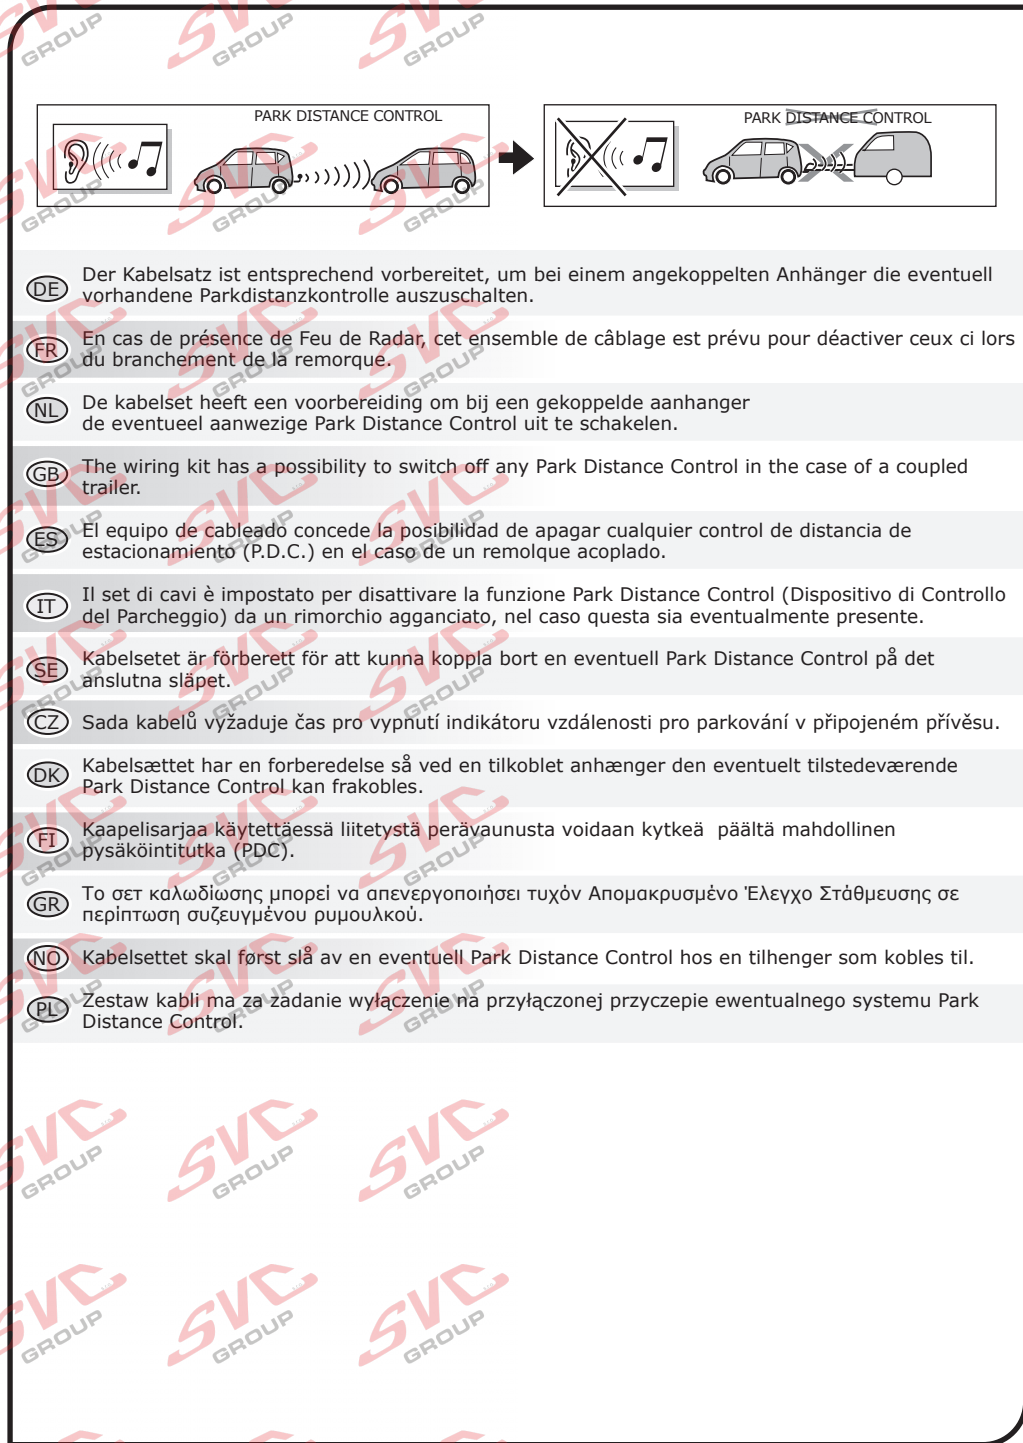 PARK DISTANCE CONTROL
PARK DISTANCE CONTROL
DE
Der Kabelsatz ist entsprechend vorbereitet, um bei einem angekoppelten Anhänger die eventuell
vorhandene Parkdistanzkontrolle auszuschalten.
FR
En cas de présence de Feu de Radar, cet ensemble de câblage est prévu pour déactiver ceux ci lors
du branchement de la remorque.
NL
De kabelset heeft een voorbereiding om bij een gekoppelde aanhanger
de eventueel aanwezige Park Distance Control uit te schakelen.
GB
The wiring kit has a possibility to switch off any Park Distance Control in the case of a coupled
trailer.
ES
El equipo de cableado concede la posibilidad de apagar cualquier control de distancia de
estacionamiento (P.D.C.) en el caso de un remolque acoplado.
IT
Il set di cavi è impostato per disattivare la funzione Park Distance Control (Dispositivo di Controllo
del Parcheggio) da un rimorchio agganciato, nel caso questa sia eventualmente presente.
SE
Kabelsetet är förberett för att kunna koppla bort en eventuell Park Distance Control på det
anslutna släpet.
CZ
Sada kabelů vyžaduje čas pro vypnutí indikátoru vzdálenosti pro parkování v připojeném přívěsu.
DK
Kabelsættet har en forberedelse så ved en tilkoblet anhænger den eventuelt tilstedeværende
Park Distance Control kan frakobles.
FI
Kaapelisarjaa käytettäessä liitetystä perävaunusta voidaan kytkeä päältä mahdollinen
pysäköintitutka (PDC).
GR
Το σετ καλωδίωσης μπορεί να απενεργοποιήσει τυχόν Απομακρυσμένο Έλεγχο Στάθμευσης σε
περίπτωση συζευγμένου ρυμουλκού.
NO
Kabelsettet skal først slå av en eventuell Park Distance Control hos en tilhenger som kobles til.
PL
Zestaw kabli ma za zadanie wyłączenie na przyłączonej przyczepie ewentualnego systemu Park
Distance Control.
SVC GROUP